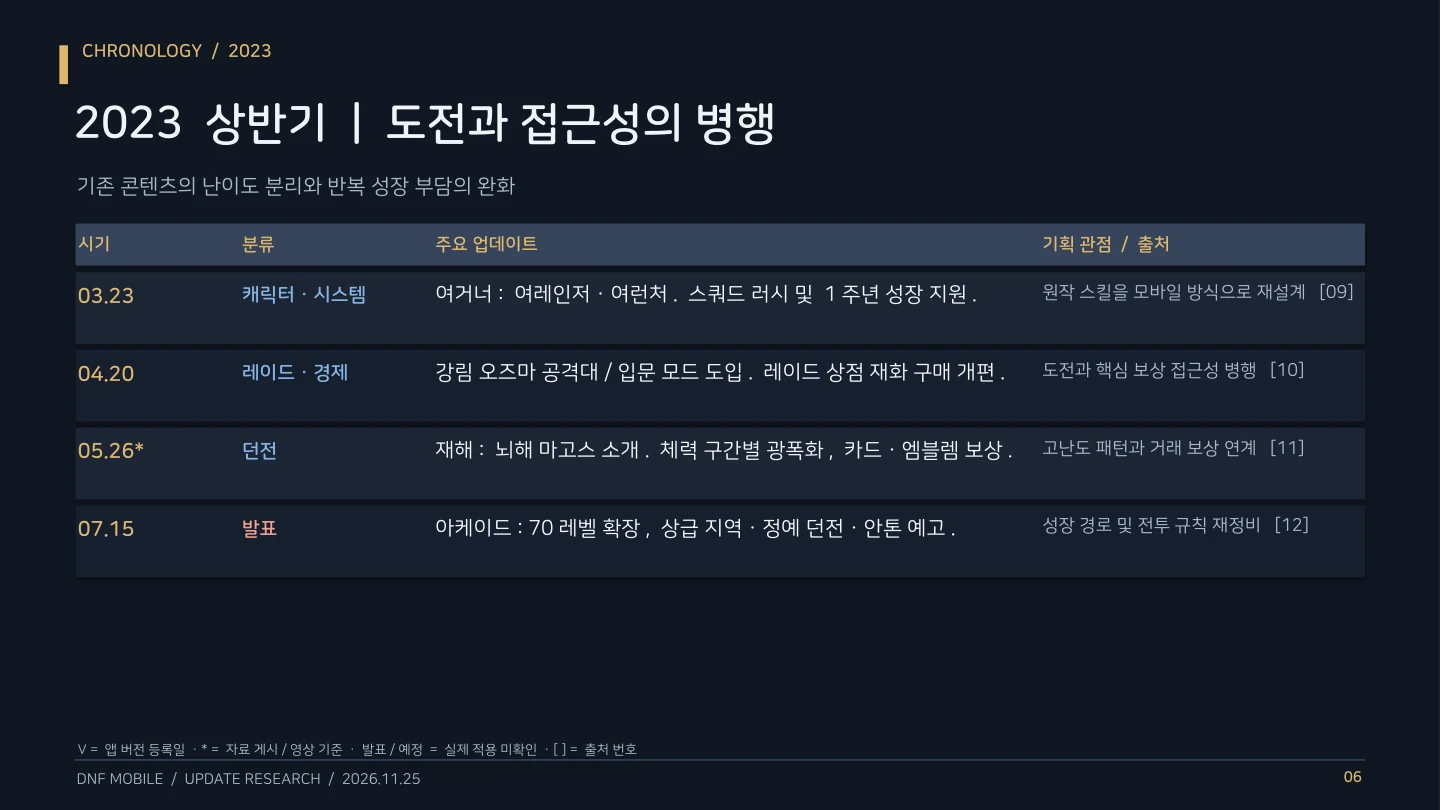 CHRONOLOGY / 2023
2023 상반기 | 도전과 접근성의 병행
기존 콘텐츠의 난이도 분리와 반복 성장 부담의 완화
시기 분류 주요 업데이트 기획 관점 / 출처
03.23 캐릭터 · 시스템 여거너 : 여레인저 · 여런처 . 스쿼드 러시 및 1 주년 성장 지원 . 원작 스킬을 모바일 방식으로 재설계 [09]
04.20 레이드 · 경제 강림 오즈마 공격대 / 입문 모드 도입 . 레이드 상점 재화 구매 개편 . 도전과 핵심 보상 접근성 병행 [10]
05.26* 던전 재해 : 뇌해 마고스 소개 . 체력 구간별 광폭화 , 카드 · 엠블렘 보상 . 고난도 패턴과 거래 보상 연계 [11]
07.15 발표 아케이드 : 70 레벨 확장 , 상급 지역 · 정예 던전 · 안톤 예고 . 성장 경로 및 전투 규칙 재정비 [12]
V = 앱 버전 등록일 · * = 자료 게시 / 영상 기준 · 발표 / 예정 = 실제 적용 미확인 · [ ] = 출처 번호
DNF MOBILE / UPDATE RESEARCH / 2026.11.25 06